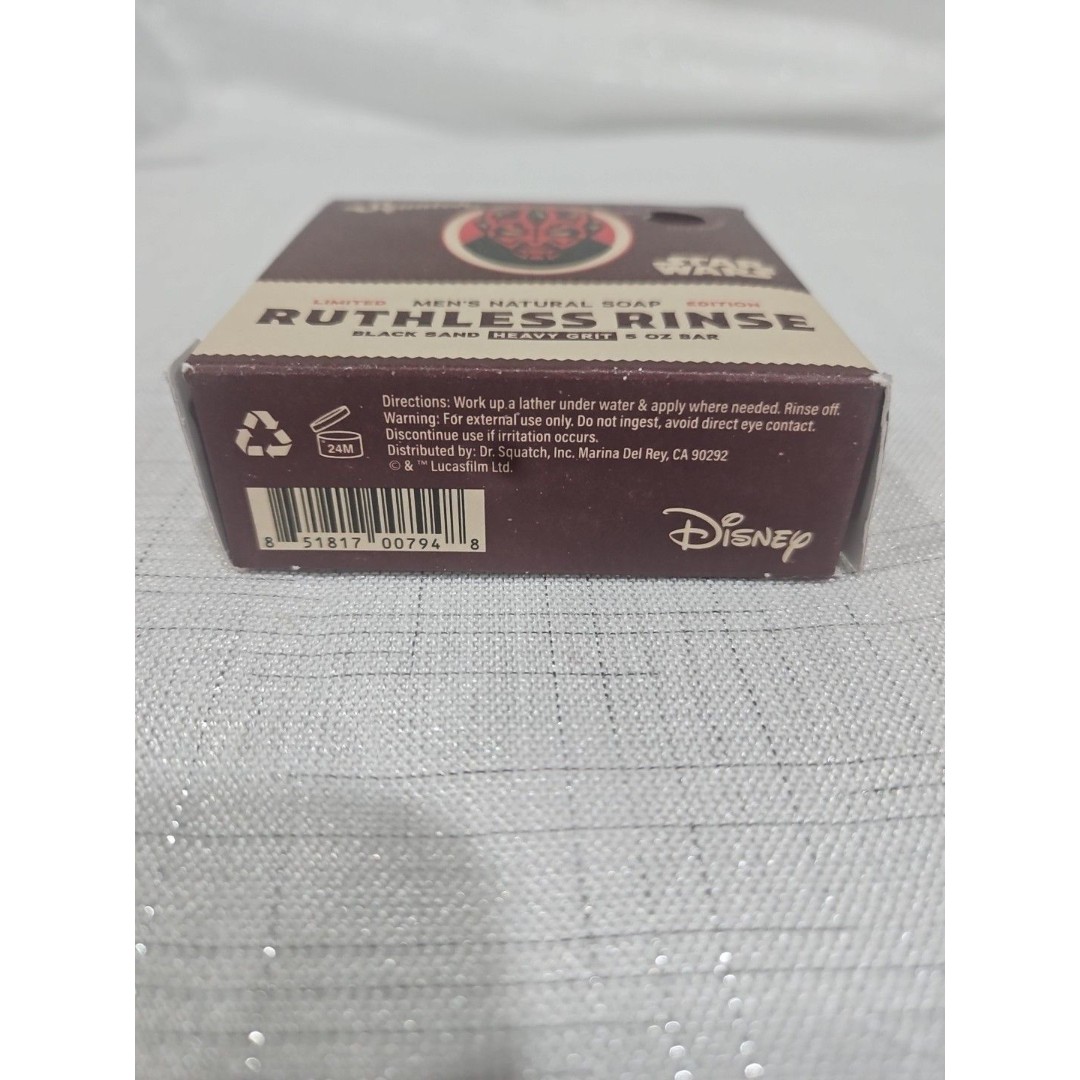 STAR
WARS
LIMITED MEN'S NATURAL SOAP EDITION
RUTHLESS RINSE
BLACK SAND HEAVY GRIT 5 OZ BAR
Directions: Work up a lather under water & apply where needed. Rinse off.
Warning: For external use only. Do not ingest, avoid direct eye contact.
Discontinue use if irritation occurs.
Distributed by: Dr. Squatch, Inc. Marina Del Rey, CA 90292
© & ™ Lucasfilm Ltd.
24M
8 51817 00794 8
Disney